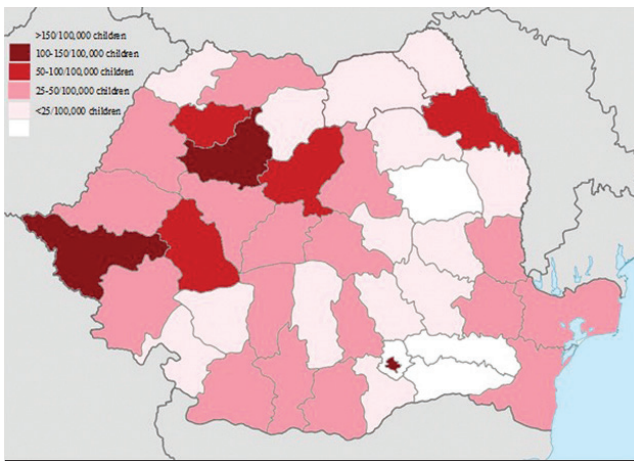 >150/100,000 children
100-150/100,000 children
50-100/100,000 children
25-50/100,000 children
<25/100,000 children